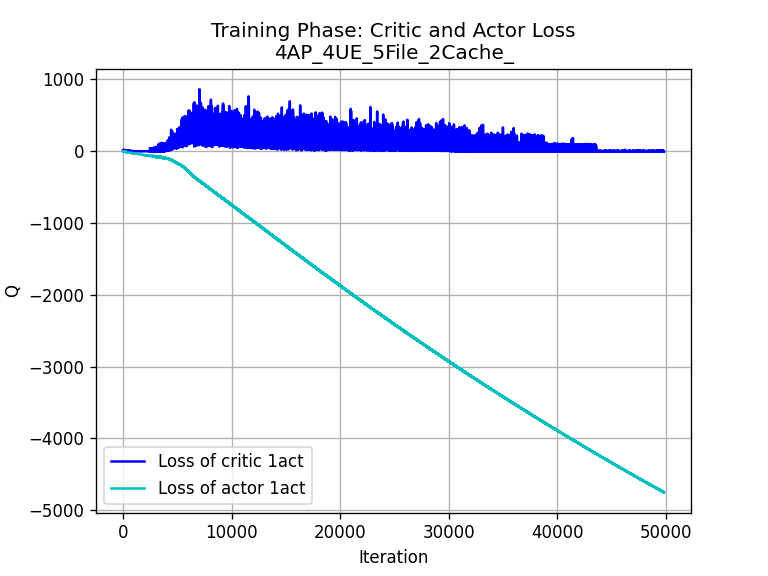 Training Phase: Critic and Actor Loss
4AP_4UE_5File_2Cache_
1000
0
−1000
−2000
−3000
−4000
−5000
Q
Loss of critic 1act
Loss of actor 1act
0
10000
20000
30000
40000
50000
Iteration